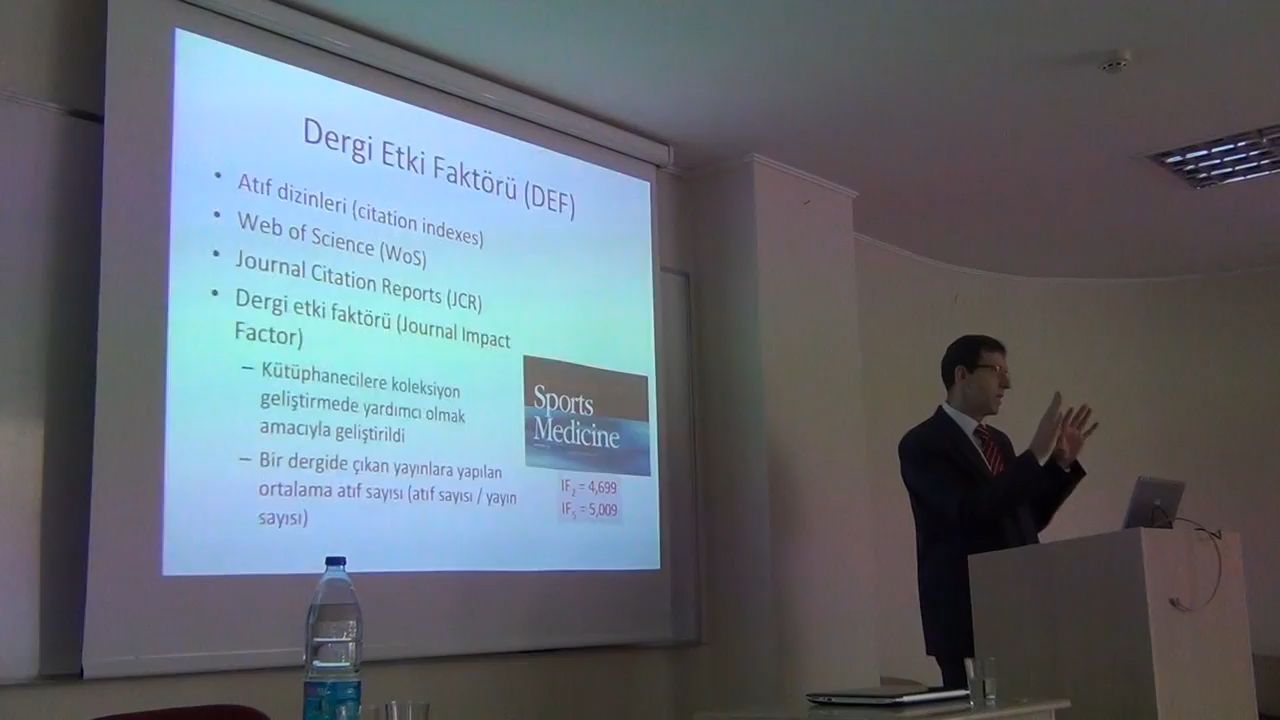 Dergi Etki Faktörü (DEF)
• Atıf dizinleri (citation indexes)
• Web of Science (WoS)
• Journal Citation Reports (JCR)
• Dergi etki faktörü (Journal Impact
Factor)
– Kütüphanecilere koleksiyon
geliştirmede yardımcı olmak
amacıyla geliştirildi
– Bir dergide çıkan yayınlara yapılan
ortalama atıf sayısı (atıf sayısı / yayın
sayısı)
Sports
Medicine
IF₂ = 4,699
IF₅ = 5,009